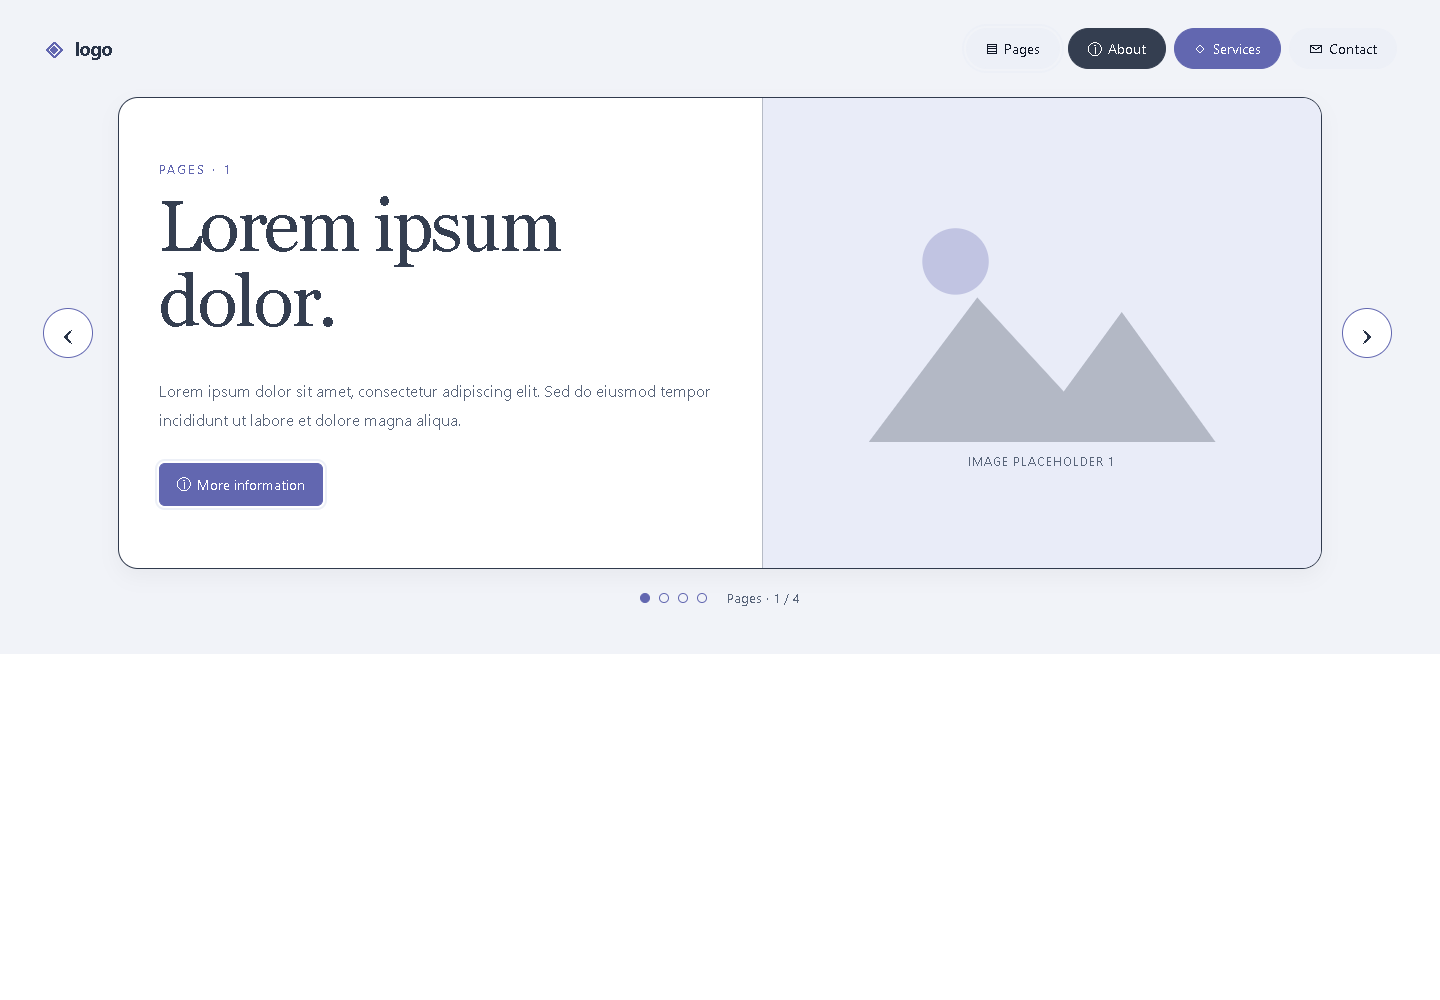 logo
Pages
About
Services
Contact
PAGES · 1
Lorem ipsum
dolor.
Lorem ipsum dolor sit amet, consectetur adipiscing elit. Sed do eiusmod tempor
incididunt ut labore et dolore magna aliqua.
More information
IMAGE PLACEHOLDER 1
Pages · 1 / 4